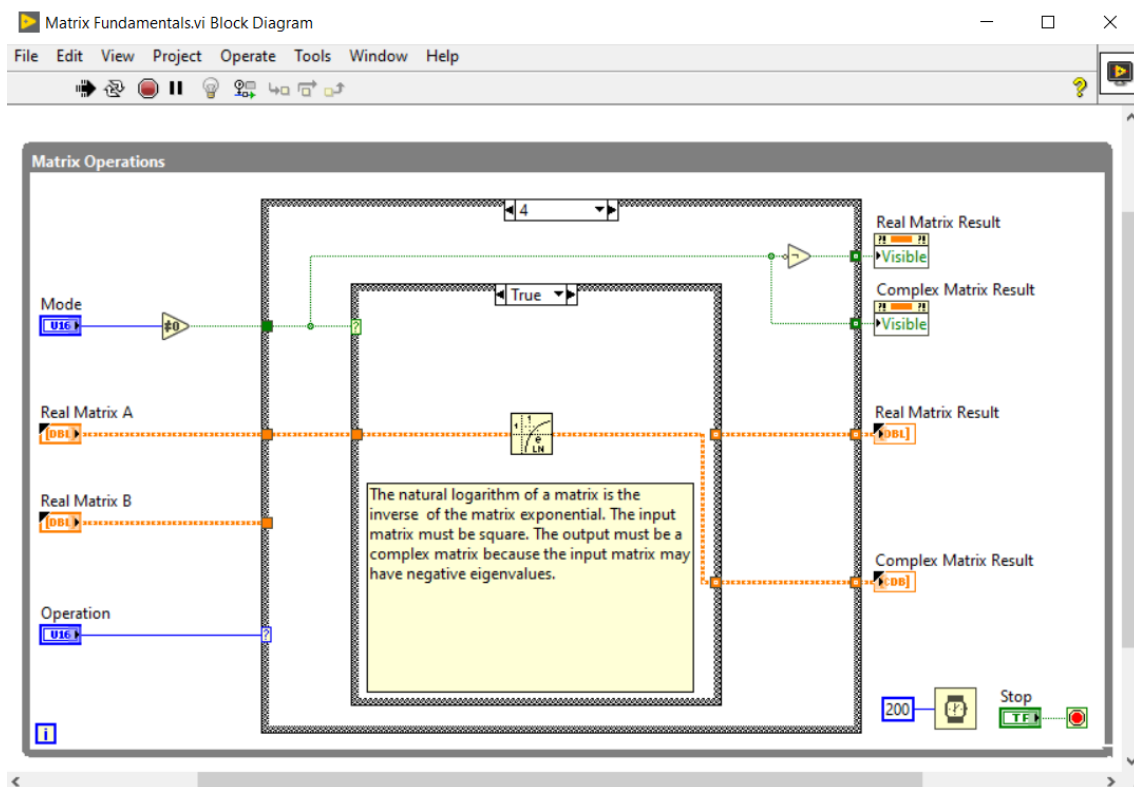 Matrix Fundamentals.vi Block Diagram
File Edit View Project Operate Tools Window Help
Matrix Operations
4
Real Matrix Result
Visible
Complex Matrix Result
Visible
True
Mode
U16
≠0
?
Real Matrix A
[DBL]
Real Matrix Result
DBL]
1
1
e
LN
Real Matrix B
[DBL]
The natural logarithm of a matrix is the
inverse of the matrix exponential. The input
matrix must be square. The output must be a
complex matrix because the input matrix may
have negative eigenvalues.
Complex Matrix Result
CDB]
Operation
U16
?
200
Stop
TF
i